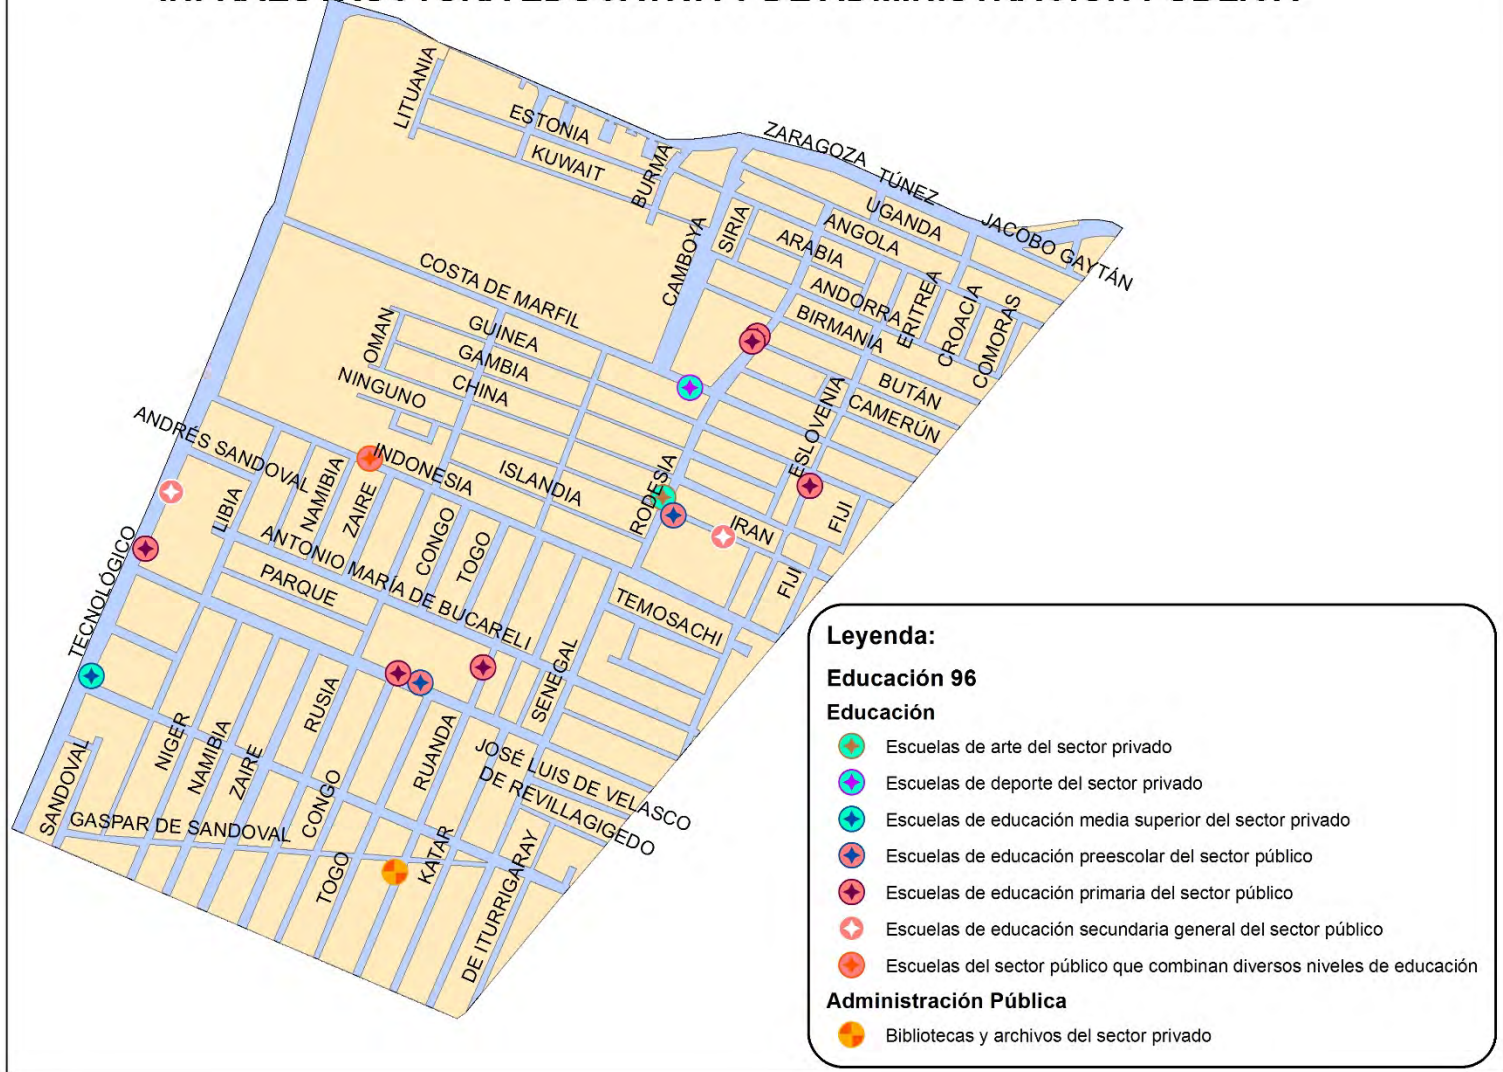 LITUANIA
ESTONIA
KUWAIT
BURMA
ZARAGOZA
TÚNEZ
UGANDA
JACOBO GAYTÁN
ANGOLA
SIRIA
ARABIA
CAMBOYA
ANDORRA
ERITREA
CROACIA
COMORAS
BIRMANIA
COSTA DE MARFIL
OMAN
GUINEA
GAMBIA
CHINA
NINGUNO
BUTÁN
CAMERÚN
ESLOVENIA
ANDRÉS SANDOVAL
INDONESIA
ISLANDIA
RODESIA
IRAN
FIJI
LIBIA
NAMIBIA
ZAIRE
CONGO
TOGO
ANTONIO MARÍA DE BUCARELI
PARQUE
FIJI
TEMOSACHI
TECNOLÓGICO
SENEGAL
RUSIA
RUANDA
NIGER
NAMIBIA
ZAIRE
CONGO
JOSÉ LUIS DE VELASCO
DE REVILLAGIGEDO
SANDOVAL
GASPAR DE SANDOVAL
TOGO
KATAR
DE ITURRIGARAY
Leyenda:
Educación 96
Educación
Escuelas de arte del sector privado
Escuelas de deporte del sector privado
Escuelas de educación media superior del sector privado
Escuelas de educación preescolar del sector público
Escuelas de educación primaria del sector público
Escuelas de educación secundaria general del sector público
Escuelas del sector público que combinan diversos niveles de educación
Administración Pública
Bibliotecas y archivos del sector privado